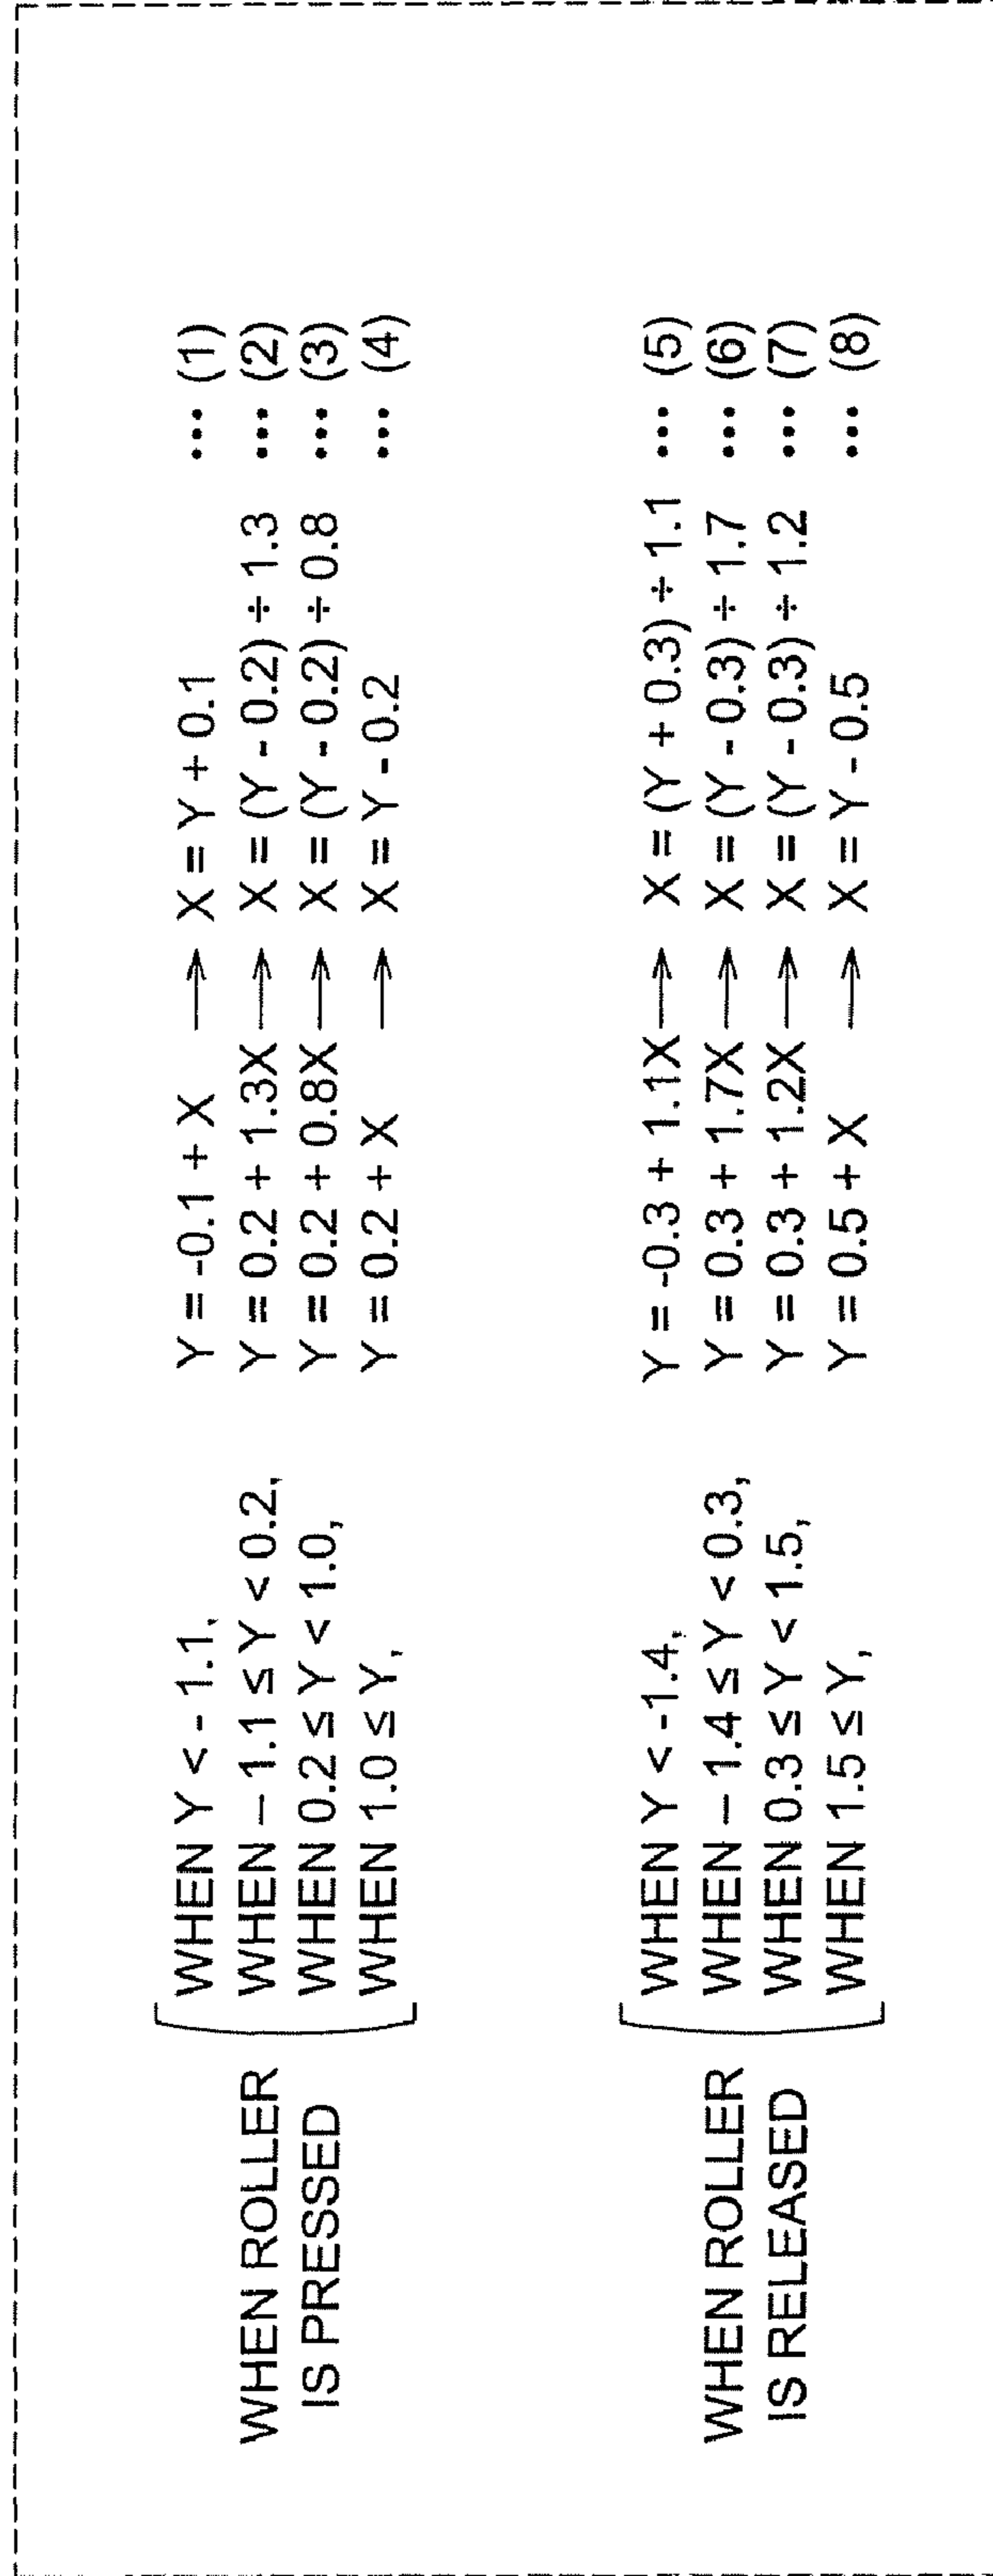 WHEN ROLLER
IS PRESSED
WHEN Y < - 1.1, Y = -0.1 + X → X = Y + 0.1 ••• (1)
WHEN – 1.1 ≤ Y < 0.2, Y = 0.2 + 1.3X → X = (Y - 0.2) ÷ 1.3 ••• (2)
WHEN 0.2 ≤ Y < 1.0, Y = 0.2 + 0.8X → X = (Y - 0.2) ÷ 0.8 ••• (3)
WHEN 1.0 ≤ Y, Y = 0.2 + X → X = Y - 0.2 ••• (4)
WHEN ROLLER
IS RELEASED
WHEN Y < -1.4, Y = -0.3 + 1.1X → X = (Y + 0.3) ÷ 1.1 ••• (5)
WHEN – 1.4 ≤ Y < 0.3, Y = 0.3 + 1.7X → X = (Y - 0.3) ÷ 1.7 ••• (6)
WHEN 0.3 ≤ Y < 1.5, Y = 0.3 + 1.2X → X = (Y - 0.3) ÷ 1.2 ••• (7)
WHEN 1.5 ≤ Y, Y = 0.5 + X → X = Y - 0.5 ••• (8)